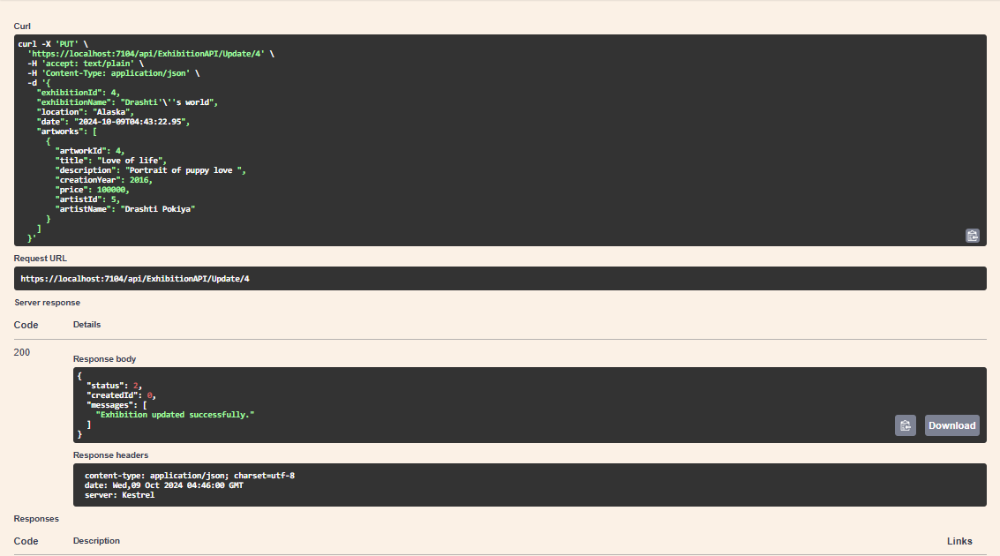 Curl
curl -X 'PUT' \
  'https://localhost:7104/api/ExhibitionAPI/Update/4' \
  -H 'accept: text/plain' \
  -H 'Content-Type: application/json' \
  -d '{
    "exhibitionId": 4,
    "exhibitionName": "Drashti'\''s world",
    "location": "Alaska",
    "date": "2024-10-09T04:43:22.95",
    "artworks": [
      {
        "artworkId": 4,
        "title": "Love of life",
        "description": "Portrait of puppy love ",
        "creationYear": 2016,
        "price": 100000,
        "artistId": 5,
        "artistName": "Drashti Pokiya"
      }
    ]
  }'
Request URL
https://localhost:7104/api/ExhibitionAPI/Update/4
Server response
Code Details
200
Response body
{
  "status": 2,
  "createdId": 0,
  "messages": [
    "Exhibition updated successfully."
  ]
}
Download
Response headers
content-type: application/json; charset=utf-8
date: Wed,09 Oct 2024 04:46:00 GMT
server: Kestrel
Responses
Code Description Links